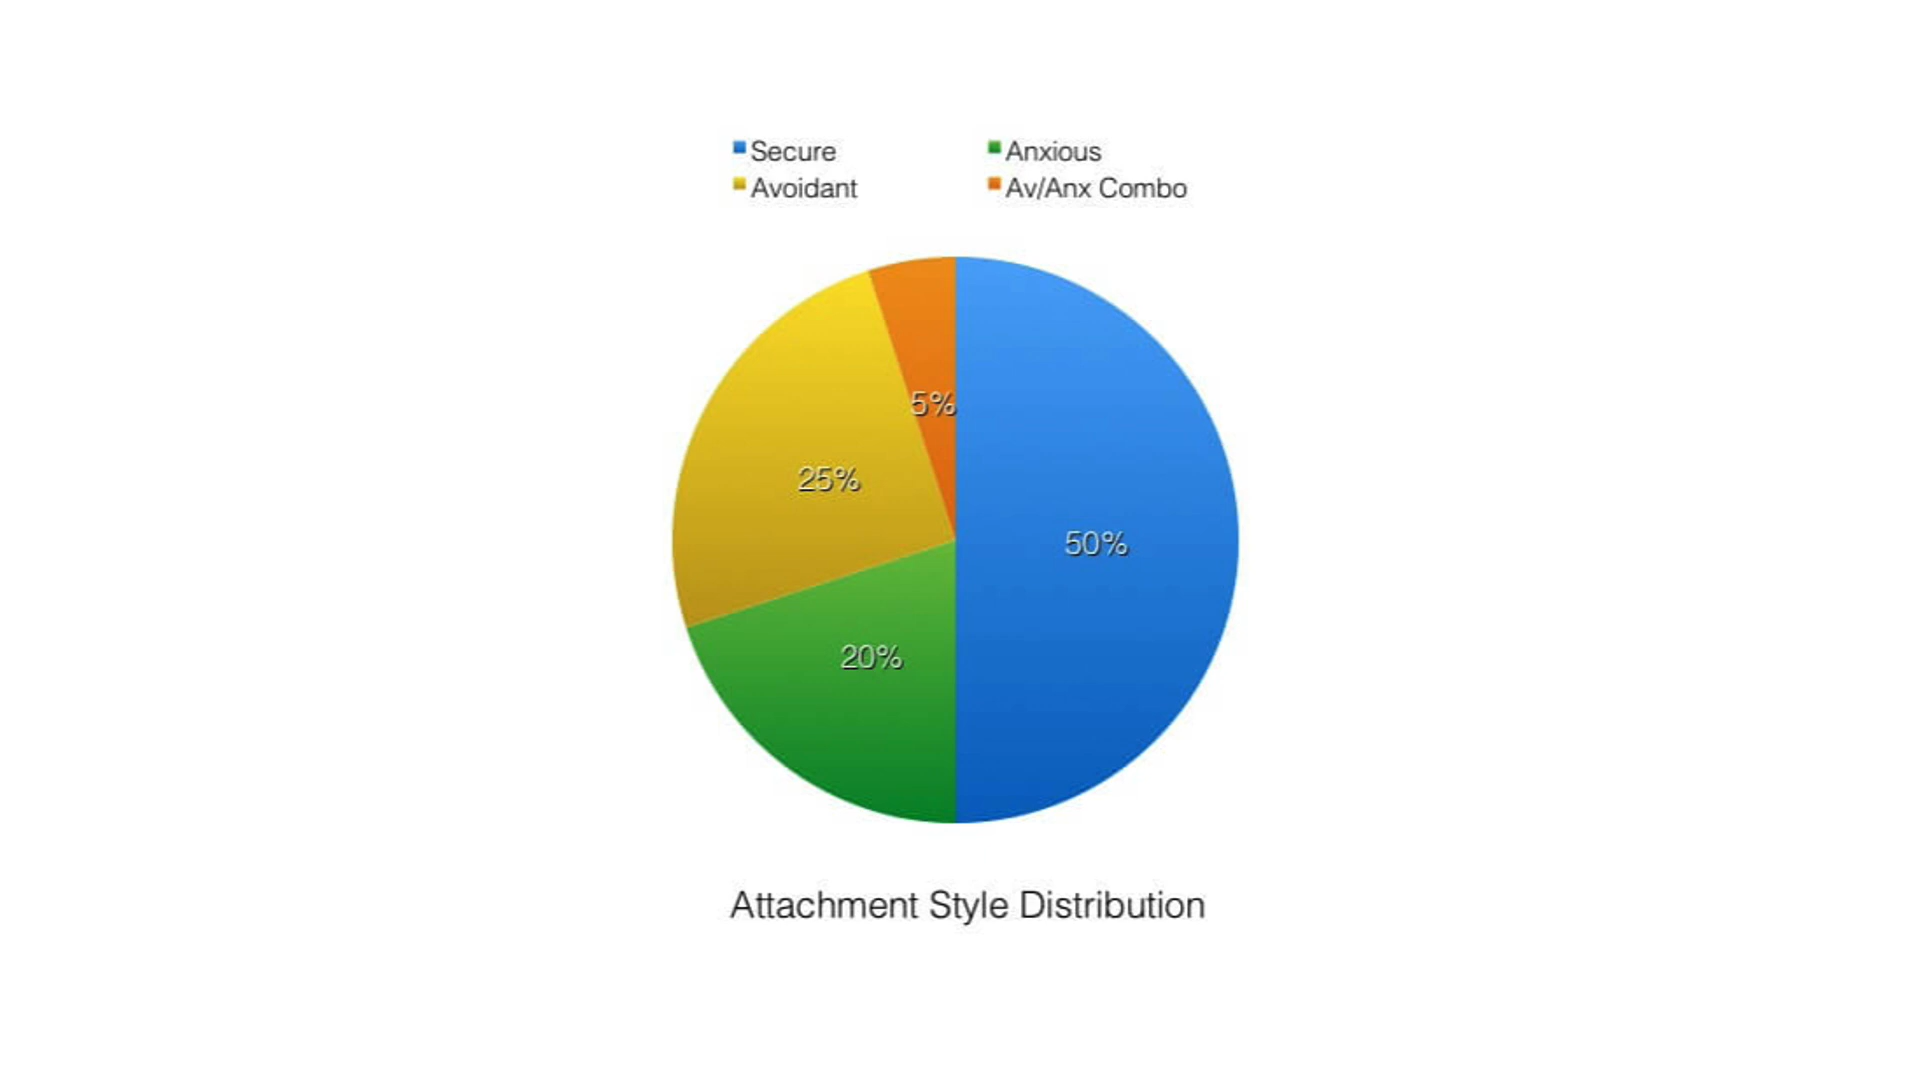 Secure
Anxious
Avoidant
Av/Anx Combo
5%
25%
50%
20%
Attachment Style Distribution